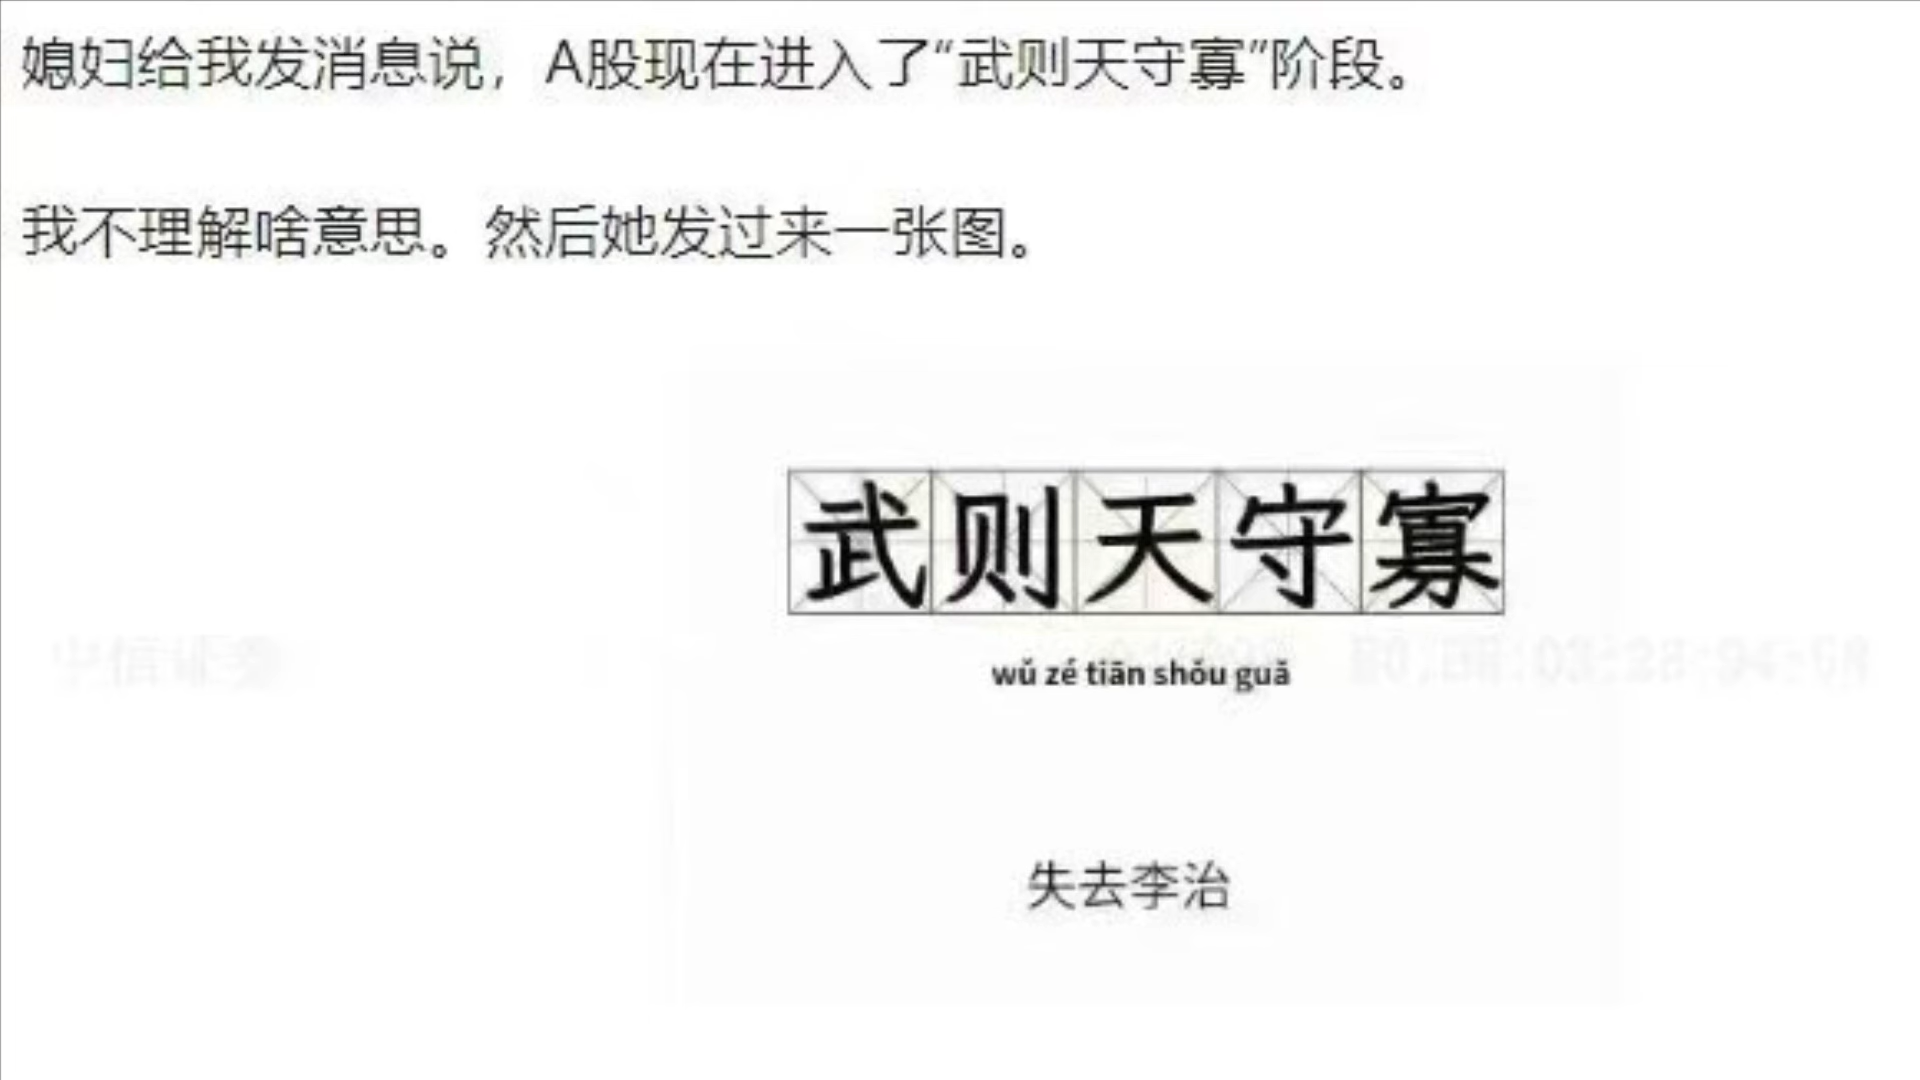 媳妇给我发消息说，A股现在进入了“武则天守寡”阶段。
我不理解啥意思。然后她发过来一张图。
武则天守寡
wǔ zé tiān shǒu guǎ
失去李治